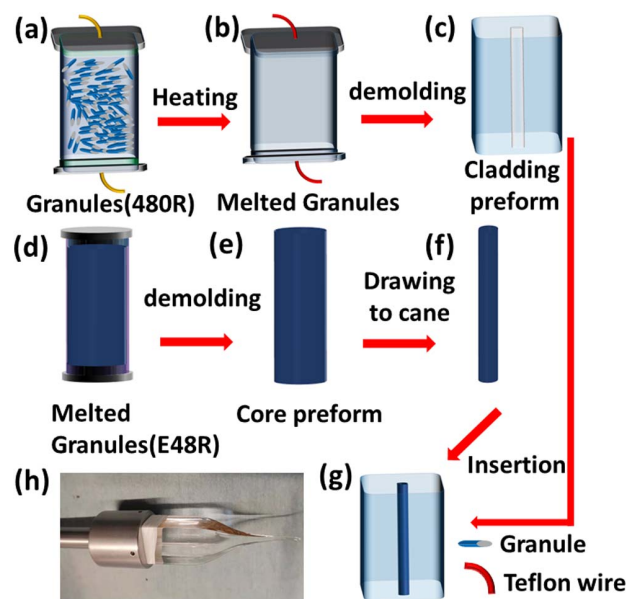 (a)
(b)
(c)
Heating
demolding
Granules(480R)
Melted Granules
Cladding
preform
(d)
(e)
(f)
demolding
Drawing
to cane
Melted
Granules(E48R)
Core preform
(h)
(g)
Insertion
Granule
Teflon wire